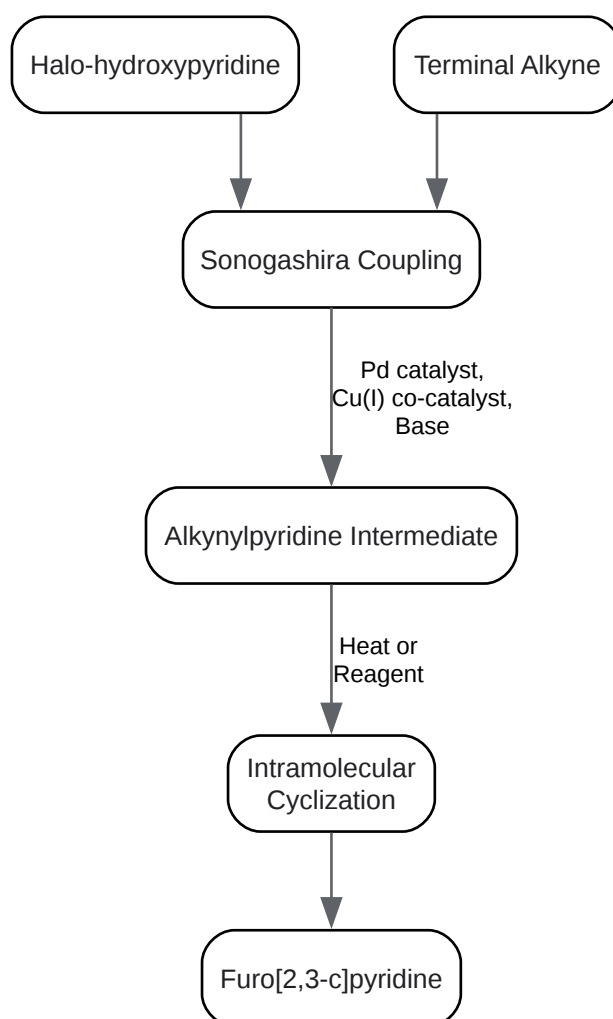 Halo-hydroxypyridine
Terminal Alkyne
Sonogashira Coupling
Pd catalyst,
Cu(I) co-catalyst,
Base
Alkynylpyridine Intermediate
Heat or
Reagent
Intramolecular
Cyclization
Furo[2,3-c]pyridine